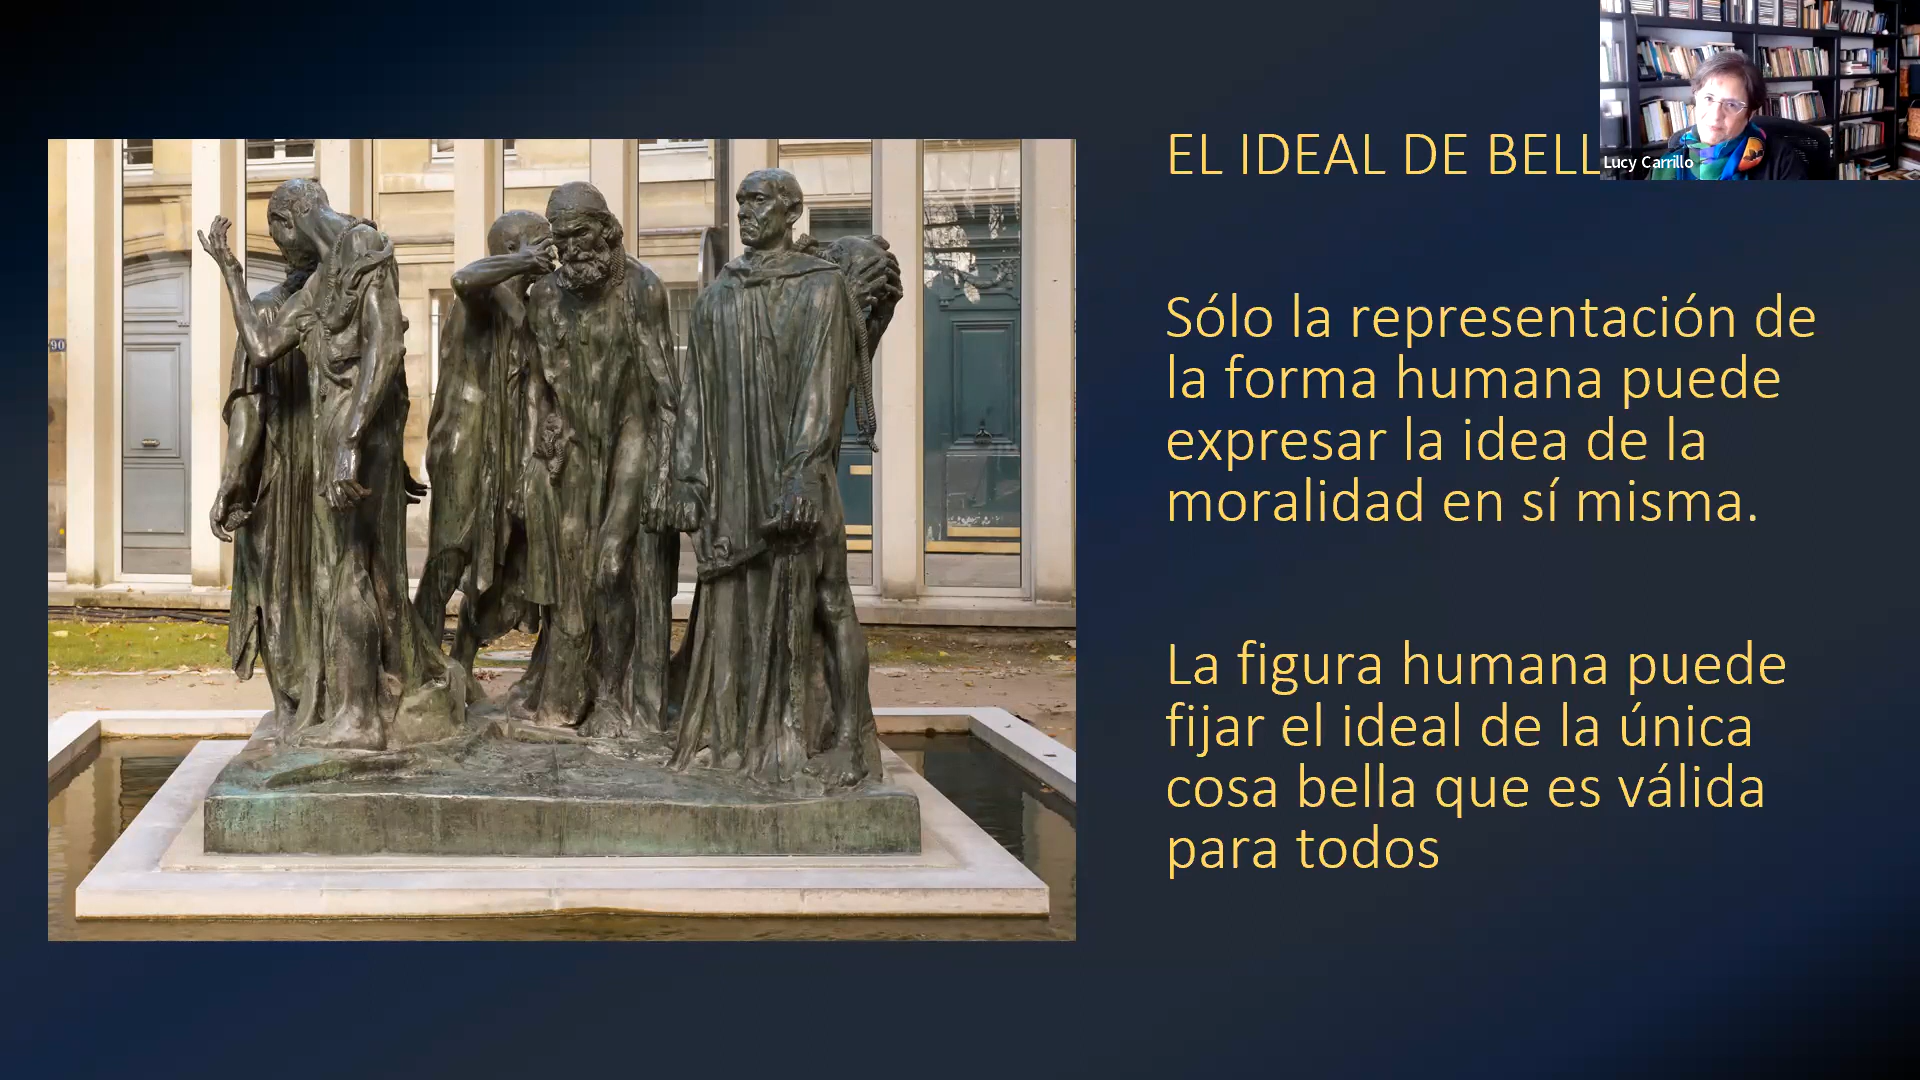 EL IDEAL DE BELL
Lucy Carrillo
Sólo la representación de
la forma humana puede
expresar la idea de la
moralidad en sí misma.
La figura humana puede
fijar el ideal de la única
cosa bella que es válida
para todos
90